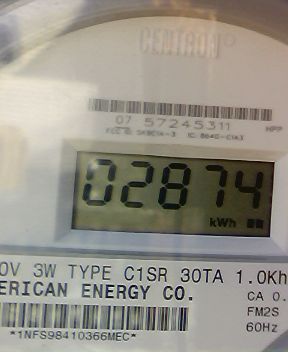 CENTRON®
07 57245311 HPP
02874
kWh
0V 3W TYPE C1SR 30TA 1.0Kh
ERICAN ENERGY CO. CA 0.
FM2S
*1NFS98410366MEC* 60Hz